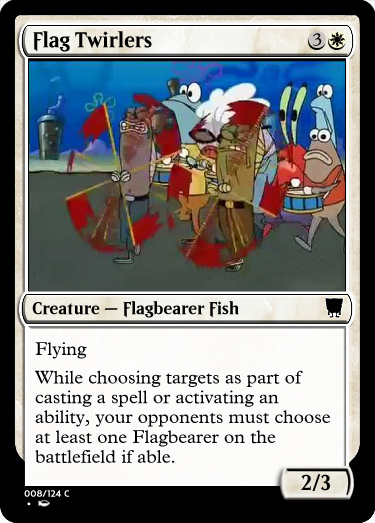 Flag Twirlers 3
Creature — Flagbearer Fish
Flying
While choosing targets as part of
casting a spell or activating an
ability, your opponents must choose
at least one Flagbearer on the
battlefield if able.
2/3
008/124 C